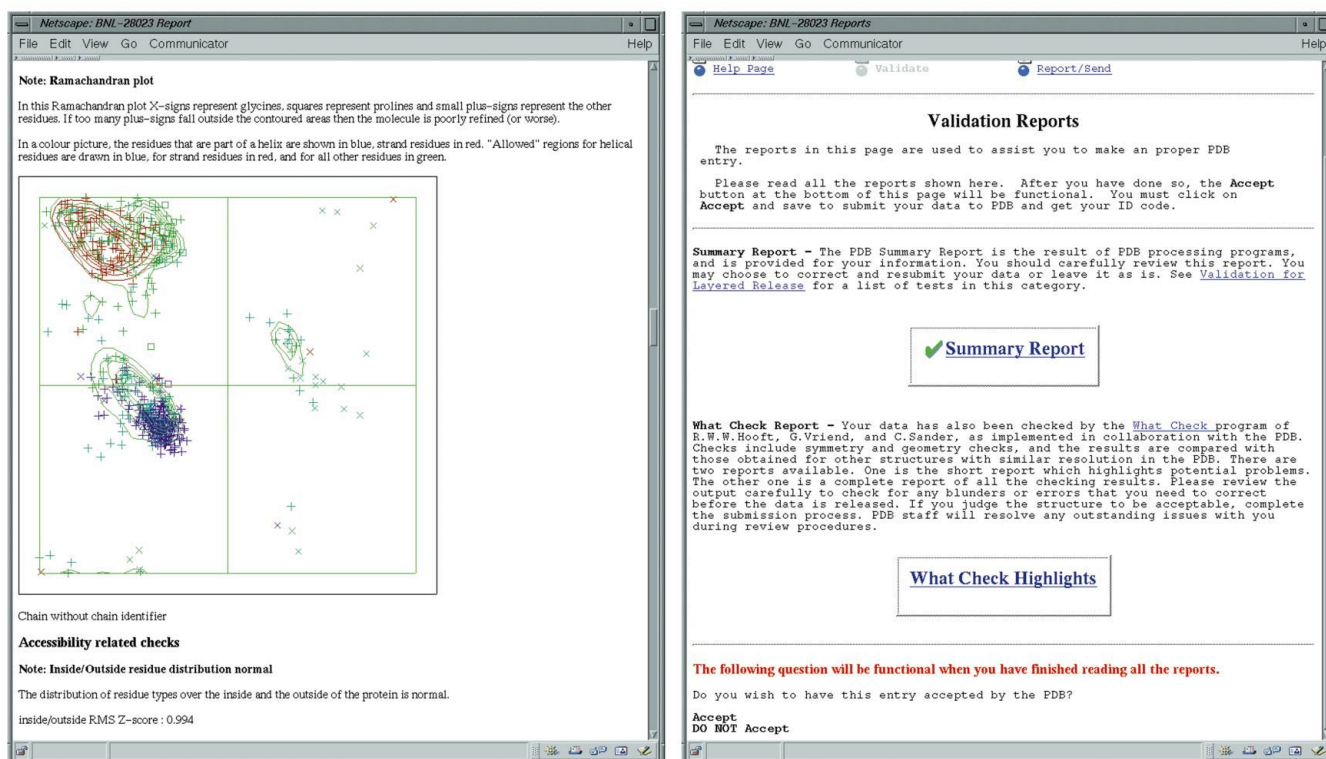 Netscape: BNL-28023 Report
File Edit View Go Communicator Help
Note: Ramachandran plot
In this Ramachandran plot X-signs represent glycines, squares represent prolines and small plus-signs represent the other
residues. If too many plus-signs fall outside the contoured areas then the molecule is poorly refined (or worse).
In a colour picture, the residues that are part of a helix are shown in blue, strand residues in red. "Allowed" regions for helical
residues are drawn in blue, for strand residues in red, and for all other residues in green.
Chain without chain identifier
Accessibility related checks
Note: Inside/Outside residue distribution normal
The distribution of residue types over the inside and the outside of the protein is normal.
inside/outside RMS Z-score : 0.994
Netscape: BNL-28023 Reports
File Edit View Go Communicator Help
Help Page Validate Report/Send
Validation Reports
The reports in this page are used to assist you to make an proper PDB
entry.
Please read all the reports shown here. After you have done so, the Accept
button at the bottom of this page will be functional. You must click on
Accept and save to submit your data to PDB and get your ID code.
Summary Report - The PDB Summary Report is the result of PDB processing programs,
and is provided for your information. You should carefully review this report. You
may choose to correct and resubmit your data or leave it as is. See Validation for
Layered Release for a list of tests in this category.
Summary Report
What Check Report - Your data has also been checked by the What Check program of
R.W.W.Hooft, G.Vriend, and C.Sander, as implemented in collaboration with the PDB.
Checks include symmetry and geometry checks, and the results are compared with
those obtained for other structures with similar resolution in the PDB. There are
two reports available. One is the short report which highlights potential problems.
The other one is a complete report of all the checking results. Please review the
output carefully to check for any blunders or errors that you need to correct
before the data is released. If you judge the structure to be acceptable, complete
the submission process. PDB staff will resolve any outstanding issues with you
during review procedures.
What Check Highlights
The following question will be functional when you have finished reading all the reports.
Do you wish to have this entry accepted by the PDB?
Accept
DO NOT Accept